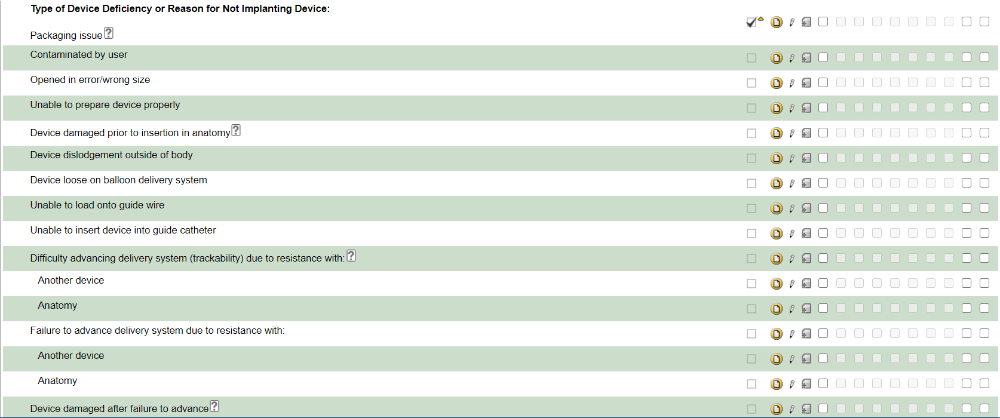 Type of Device Deficiency or Reason for Not Implanting Device:
Packaging issue ?
Contaminated by user
Opened in error/wrong size
Unable to prepare device properly
Device damaged prior to insertion in anatomy ?
Device dislodgement outside of body
Device loose on balloon delivery system
Unable to load onto guide wire
Unable to insert device into guide catheter
Difficulty advancing delivery system (trackability) due to resistance with: ?
Another device
Anatomy
Failure to advance delivery system due to resistance with:
Another device
Anatomy
Device damaged after failure to advance ?